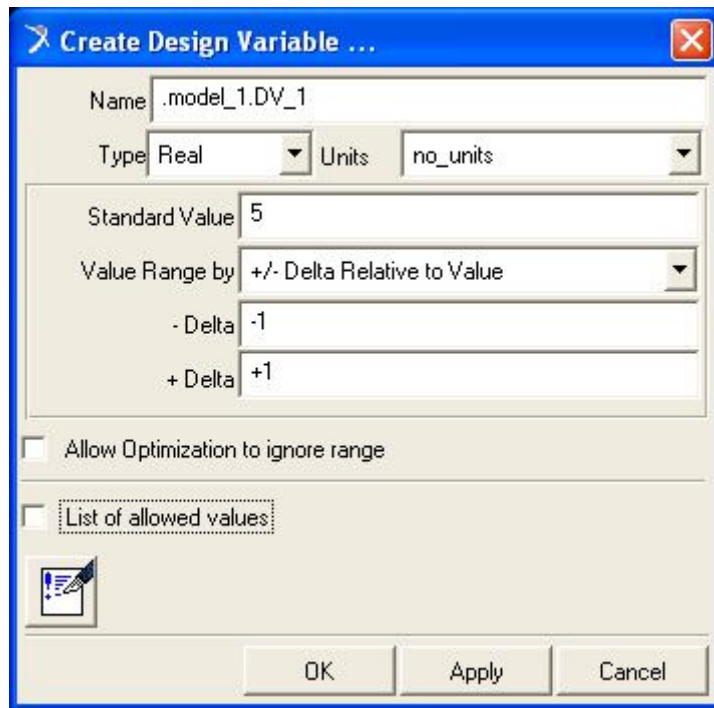 Create Design Variable ...
Name .model_1.DV_1
Type Real Units no_units
Standard Value 5
Value Range by +/- Delta Relative to Value
- Delta -1
+ Delta +1
Allow Optimization to ignore range
List of allowed values
OK Apply Cancel